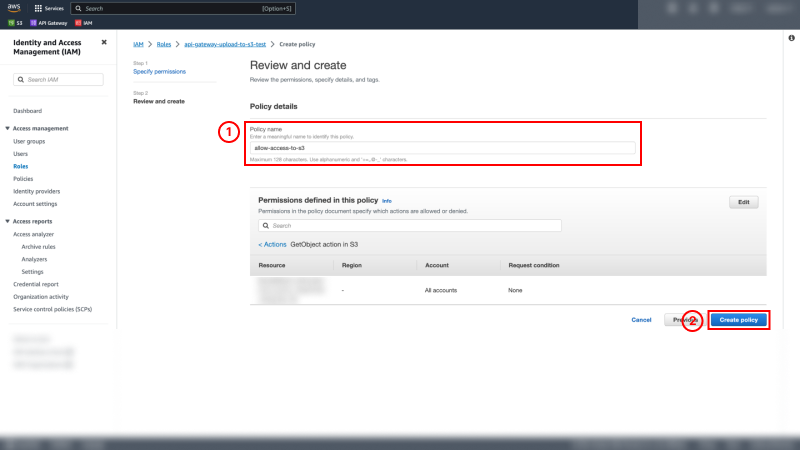 aws
Services
Search
[Option+S]
S3
API Gateway
IAM
Identity and Access Management (IAM)
Search IAM
Dashboard
Access management
User groups
Users
Roles
Policies
Identity providers
Account settings
Access reports
Access analyzer
Archive rules
Analyzers
Settings
Credential report
Organization activity
Service control policies (SCPs)
IAM > Roles > api-gateway-upload-to-s3-test > Create policy
Step 1
Specify permissions
Step 2
Review and create
Review and create
Review the permissions, specify details, and tags.
Policy details
1
Policy name
Enter a meaningful name to identify this policy.
allow-access-to-s3
Maximum 128 characters. Use alphanumeric and '+=,.@-_' characters.
Permissions defined in this policy Info
Permissions in the policy document specify which actions are allowed or denied.
Edit
Search
< Actions GetObject action in S3
Resource Region Account Request condition
- All accounts None
Cancel
Previous
2
Create policy